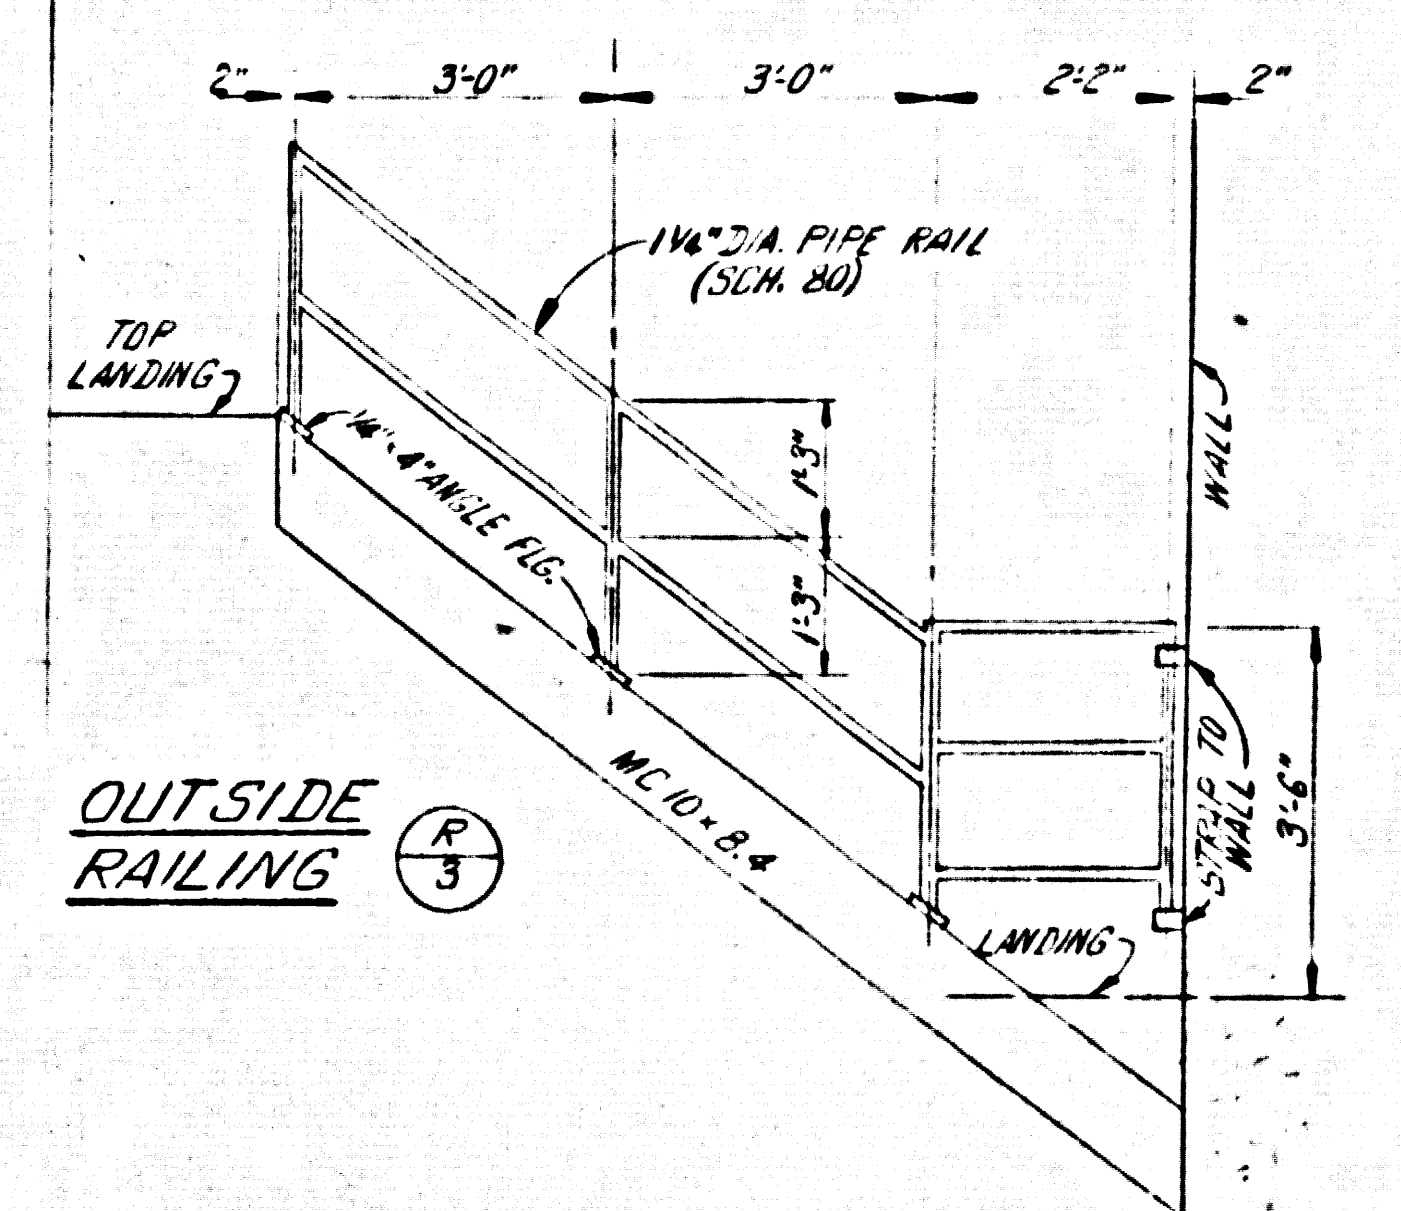 2" 3'-0" 3'-0" 2'-2" 2"
1¼" DIA. PIPE RAIL
(SCH. 80)
TOP
LANDING
¼" x 4" ANGLE FLG.
1'-3"
1'-3"
WALL
STRAP TO
WALL
3'-6"
MC 10 x 8.4
OUTSIDE
RAILING
R
3
LANDING